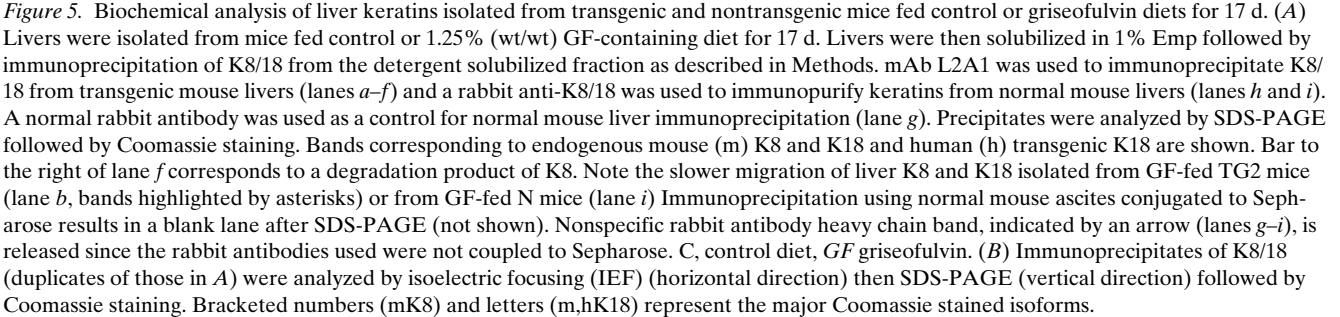 Figure 5. Biochemical analysis of liver keratins isolated from transgenic and nontransgenic mice fed control or griseofulvin diets for 17 d. (A)
Livers were isolated from mice fed control or 1.25% (wt/wt) GF-containing diet for 17 d. Livers were then solubilized in 1% Emp followed by
immunoprecipitation of K8/18 from the detergent solubilized fraction as described in Methods. mAb L2A1 was used to immunoprecipitate K8/
18 from transgenic mouse livers (lanes a–f) and a rabbit anti-K8/18 was used to immunopurify keratins from normal mouse livers (lanes h and i).
A normal rabbit antibody was used as a control for normal mouse liver immunoprecipitation (lane g). Precipitates were analyzed by SDS-PAGE
followed by Coomassie staining. Bands corresponding to endogenous mouse (m) K8 and K18 and human (h) transgenic K18 are shown. Bar to
the right of lane f corresponds to a degradation product of K8. Note the slower migration of liver K8 and K18 isolated from GF-fed TG2 mice
(lane b, bands highlighted by asterisks) or from GF-fed N mice (lane i) Immunoprecipitation using normal mouse ascites conjugated to Seph-
arose results in a blank lane after SDS-PAGE (not shown). Nonspecific rabbit antibody heavy chain band, indicated by an arrow (lanes g–i), is
released since the rabbit antibodies used were not coupled to Sepharose. C, control diet, GF griseofulvin. (B) Immunoprecipitates of K8/18
(duplicates of those in A) were analyzed by isoelectric focusing (IEF) (horizontal direction) then SDS-PAGE (vertical direction) followed by
Coomassie staining. Bracketed numbers (mK8) and letters (m,hK18) represent the major Coomassie stained isoforms.